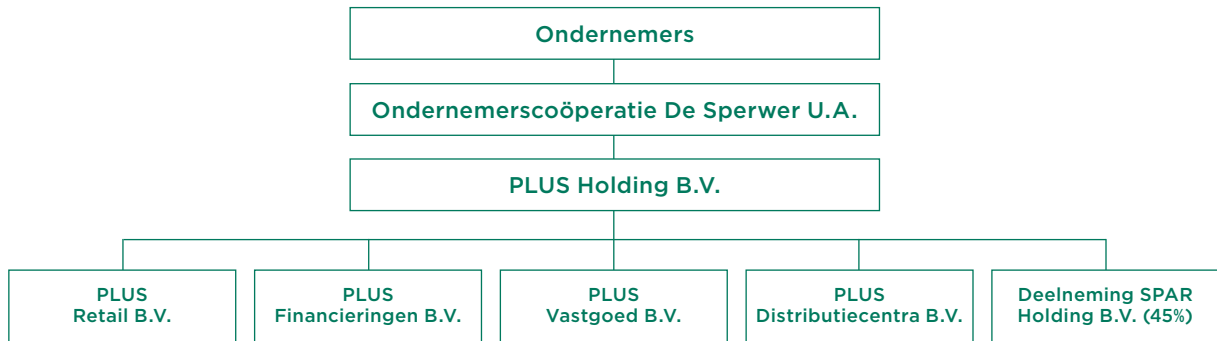 Ondernemers
Ondernemerscoöperatie De Sperwer U.A.
PLUS Holding B.V.
PLUS
Retail B.V.
PLUS
Financieringen B.V.
PLUS
Vastgoed B.V.
PLUS
Distributiecentra B.V.
Deelneming SPAR
Holding B.V. (45%)